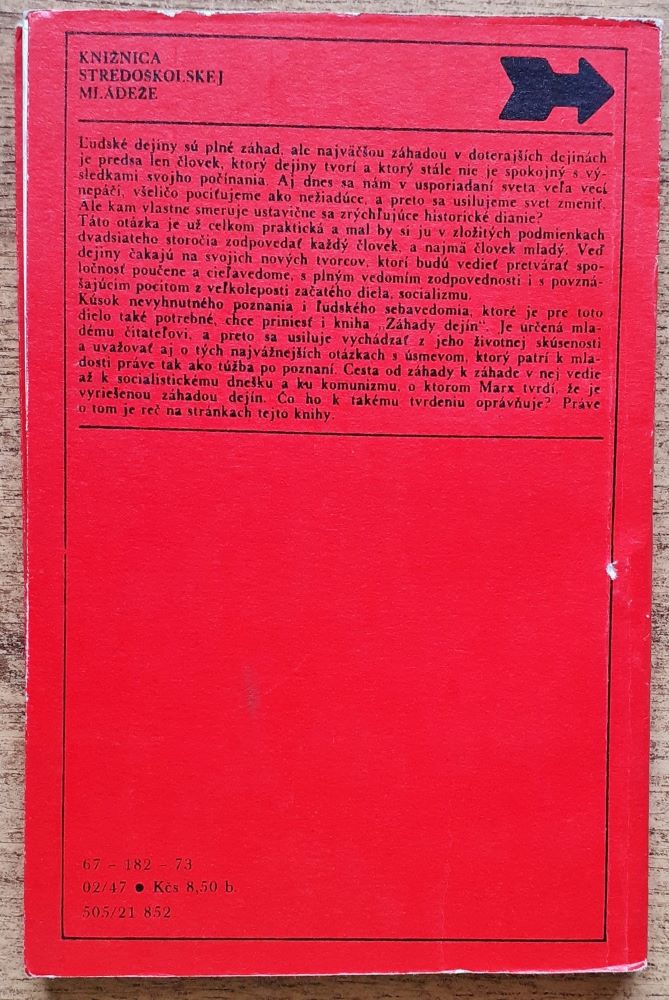 KNIŽNICA
STREDOŠKOLSKEJ
MLÁDEŽE
Ľudské dejiny sú plné záhad, ale najväčšou záhadou v doterajších dejinách
je predsa len človek, ktorý dejiny tvorí a ktorý stále nie je spokojný s vý-
sledkami svojho počínania. Aj dnes sa nám v usporiadaní sveta veľa vecí
nepáči, všeličo pociťujeme ako nežiadúce, a preto sa usilujeme svet zmeniť.
Ale kam vlastne smeruje ustavične sa zrýchľujúce historické dianie?
Táto otázka je už celkom praktická a mal by si ju v zložitých podmienkach
dvadsiateho storočia zodpovedať každý človek, a najmä človek mladý. Veď
dejiny čakajú na svojich nových tvorcov, ktorí budú vedieť pretvárať spo-
ločnosť poučene a cieľavedome, s plným vedomím zodpovednosti i s povzná-
šajúcim pocitom z veľkoleposti začatého diela, socializmu.
Kúsok nevyhnutného poznania i ľudského sebavedomia, ktoré je pre toto
dielo také potrebné, chce priniesť i kniha „Záhady dejín“. Je určená mla-
dému čitateľovi, a preto sa usiluje vychádzať z jeho životnej skúsenosti
a uvažovať aj o tých najvážnejších otázkach s úsmevom, ktorý patrí k mla-
dosti práve tak ako túžba po poznaní. Cesta od záhady k záhade v nej vedie
až k socialistickému dnešku a ku komunizmu, o ktorom Marx tvrdí, že je
vyriešenou záhadou dejín. Čo ho k takému tvrdeniu oprávňuje? Práve
o tom je reč na stránkach tejto knihy.
67 – 182 – 73
02/47 ● Kčs 8,50 b.
505/21 852